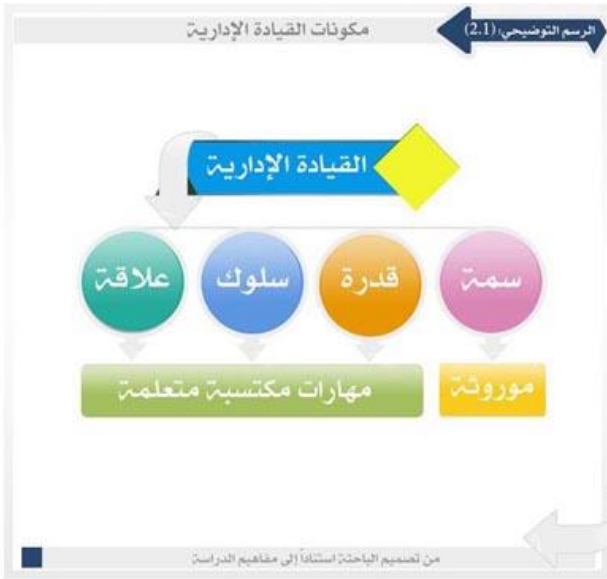 الرسم التوضيحي: (2.1)
مكونات القيادة الإدارية
القيادة الإدارية
سمة
قدرة
سلوك
علاقة
موروثة
مهارات مكتسبة متعلمة
من تصميم الباحثة استناداً إلى مفاهيم الدراسة